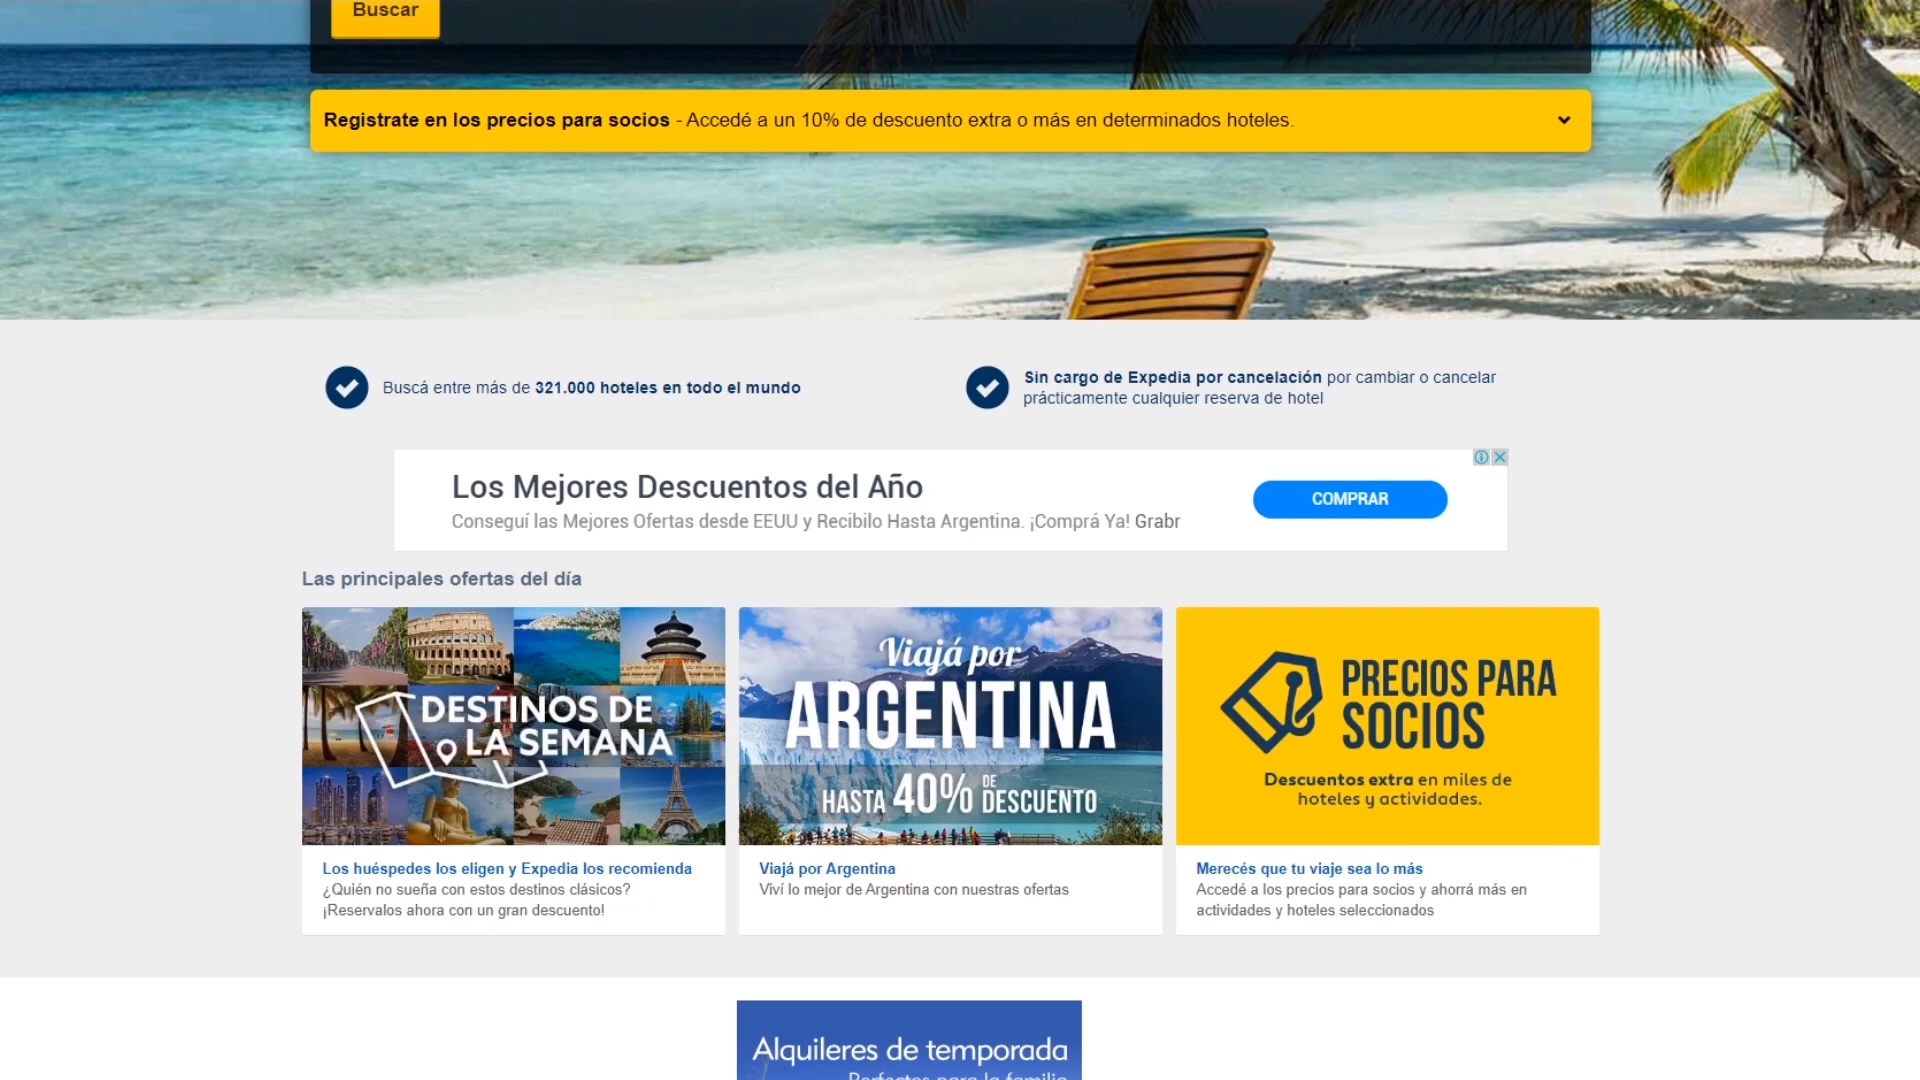 Buscar
Registrate en los precios para socios - Accedé a un 10% de descuento extra o más en determinados hoteles.
Buscá entre más de 321.000 hoteles en todo el mundo
Sin cargo de Expedia por cancelación por cambiar o cancelar
prácticamente cualquier reserva de hotel
Los Mejores Descuentos del Año
Conseguí las Mejores Ofertas desde EEUU y Recibilo Hasta Argentina. ¡Comprá Ya! Grabr
COMPRAR
Las principales ofertas del día
DESTINOS DE
LA SEMANA
Los huéspedes los eligen y Expedia los recomienda
¿Quién no sueña con estos destinos clásicos?
¡Reservalos ahora con un gran descuento!
Viajá por
ARGENTINA
HASTA 40% DE DESCUENTO
Viajá por Argentina
Viví lo mejor de Argentina con nuestras ofertas
PRECIOS PARA
SOCIOS
Descuentos extra en miles de
hoteles y actividades.
Merecés que tu viaje sea lo más
Accedé a los precios para socios y ahorrá más en
actividades y hoteles seleccionados
Alquileres de temporada
Perfectos para la familia